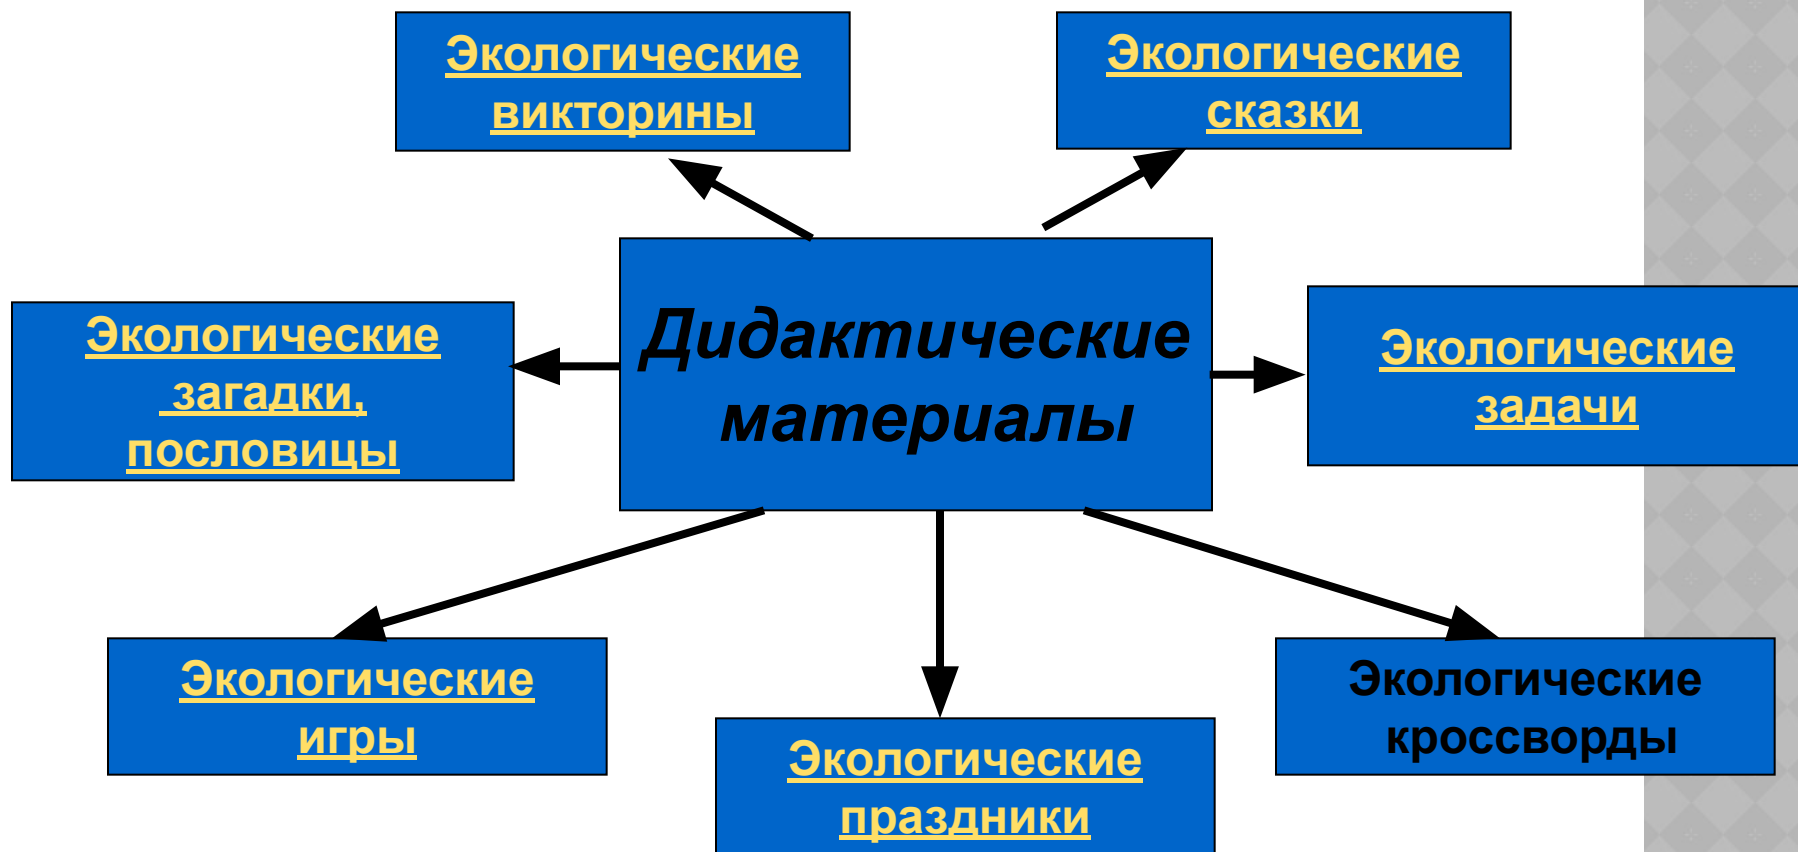 Экологические
викторины
Экологические
сказки
Дидактические
материалы
Экологические
загадки,
пословицы
Экологические
задачи
Экологические
игры
Экологические
праздники
Экологические
кроссворды